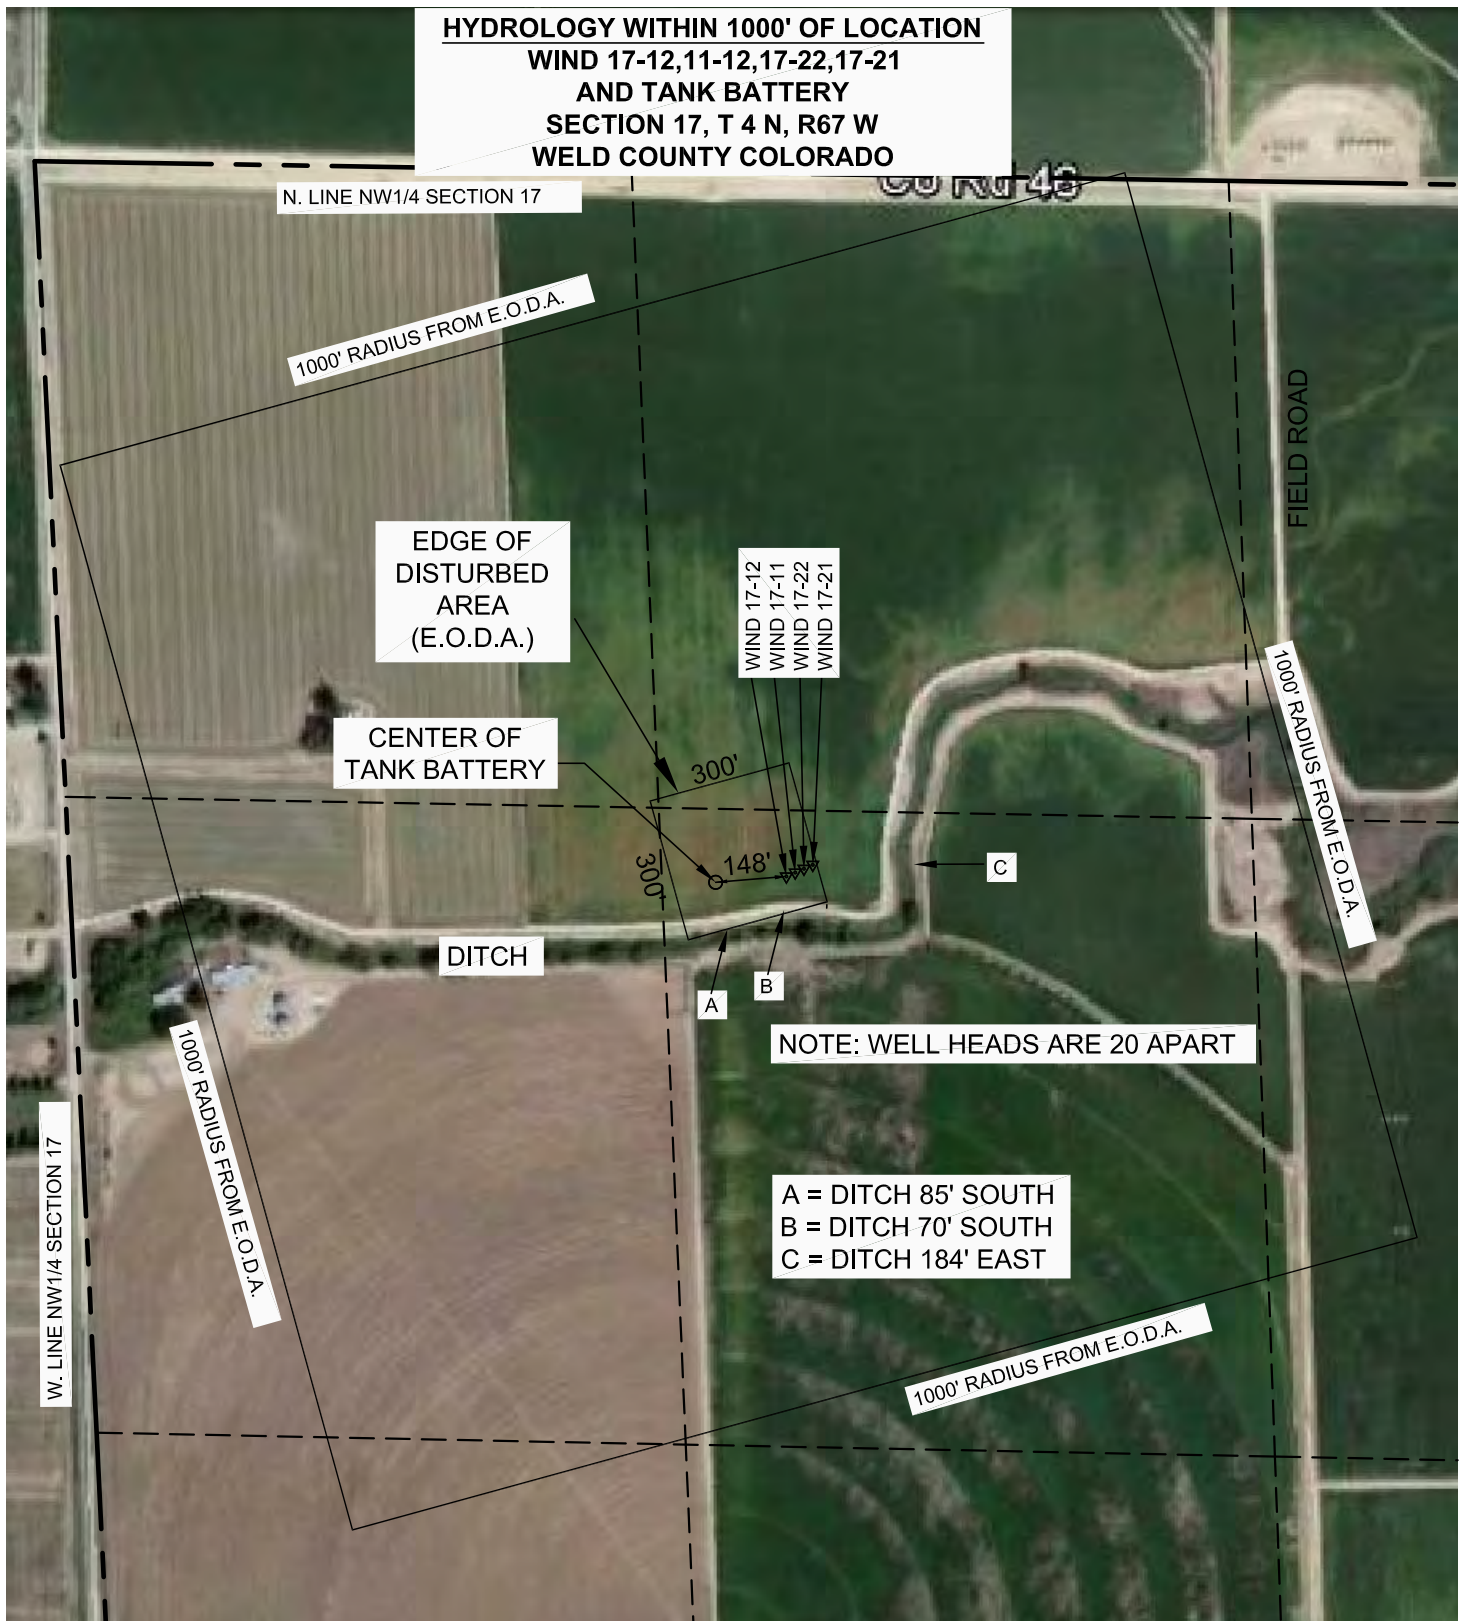 HYDROLOGY WITHIN 1000' OF LOCATION
WIND 17-12,11-12,17-22,17-21
AND TANK BATTERY
SECTION 17, T 4 N, R67 W
WELD COUNTY COLORADO
N. LINE NW1/4 SECTION 17
1000' RADIUS FROM E.O.D.A.
FIELD ROAD
EDGE OF
DISTURBED
AREA
(E.O.D.A.)
WIND 17-12
WIND 17-11
WIND 17-22
WIND 17-21
1000' RADIUS FROM E.O.D.A.
CENTER OF
TANK BATTERY
300'
300'
148'
C
DITCH
A
B
NOTE: WELL HEADS ARE 20 APART
1000' RADIUS FROM E.O.D.A.
W. LINE NW1/4 SECTION 17
A = DITCH 85' SOUTH
B = DITCH 70' SOUTH
C = DITCH 184' EAST
1000' RADIUS FROM E.O.D.A.